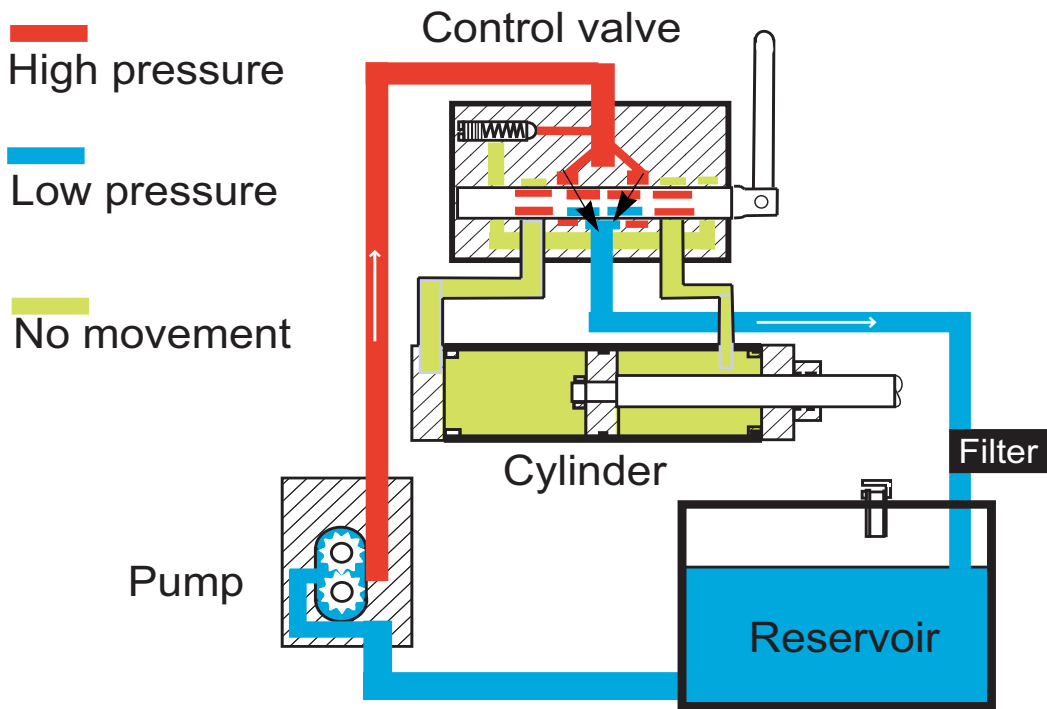 Control valve
High pressure
Low pressure
No movement
Filter
Cylinder
Pump
Reservoir